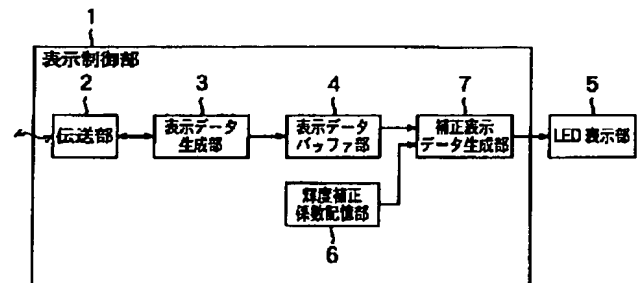 1
表示制御部
2
3
4
7
5
伝送部
表示データ
生成部
表示データ
バッファ部
補正表示
データ生成部
LED 表示部
輝度補正
係数記憶部
6